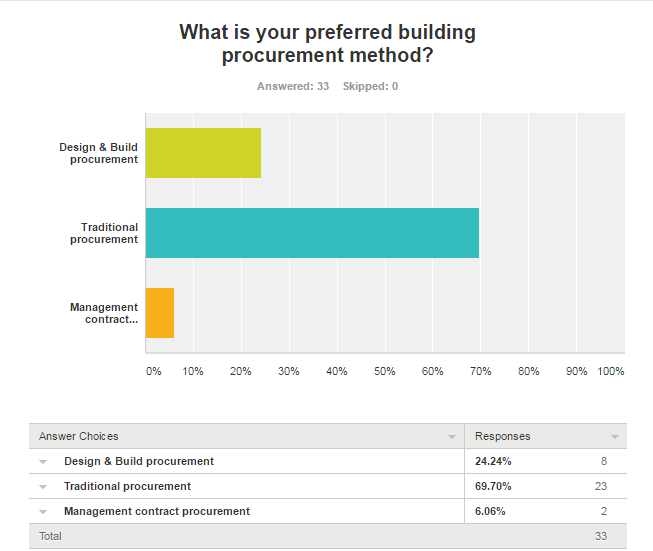 What is your preferred building
procurement method?
Answered: 33 Skipped: 0
Design & Build
procurement
Traditional
procurement
Management
contract...
0% 10% 20% 30% 40% 50% 60% 70% 80% 90% 100%
Answer Choices Responses
Design & Build procurement 24.24% 8
Traditional procurement 69.70% 23
Management contract procurement 6.06% 2
Total 33